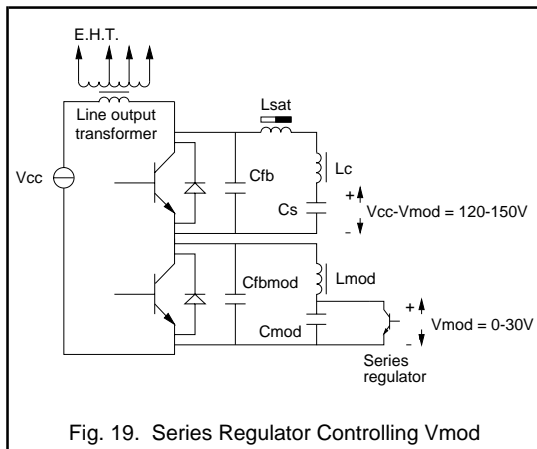 E.H.T.
Line output
transformer
Lsat
Vcc
Cfb
Lc
Cs
+
Vcc-Vmod = 120-150V
-
Cfbmod
Lmod
Cmod
+
Vmod = 0-30V
-
Series
regulator
Fig. 19. Series Regulator Controlling Vmod